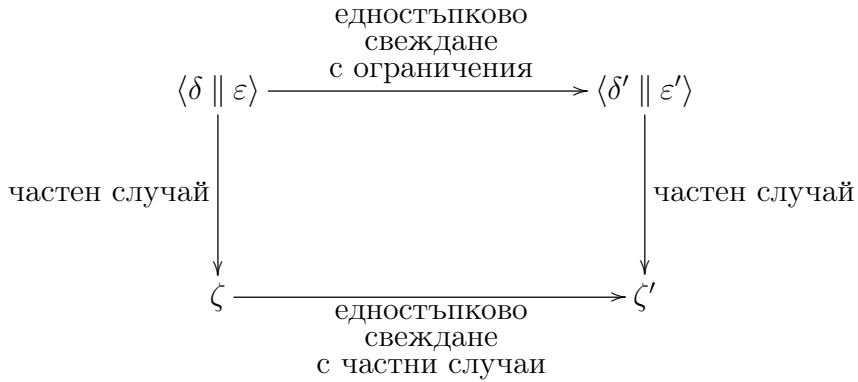 едностъпково
свеждане
с ограничения
⟨δ ∥ ε⟩ ⟨δ′ ∥ ε′⟩
частен случай частен случай
ζ ζ′
едностъпково
свеждане
с частни случаи